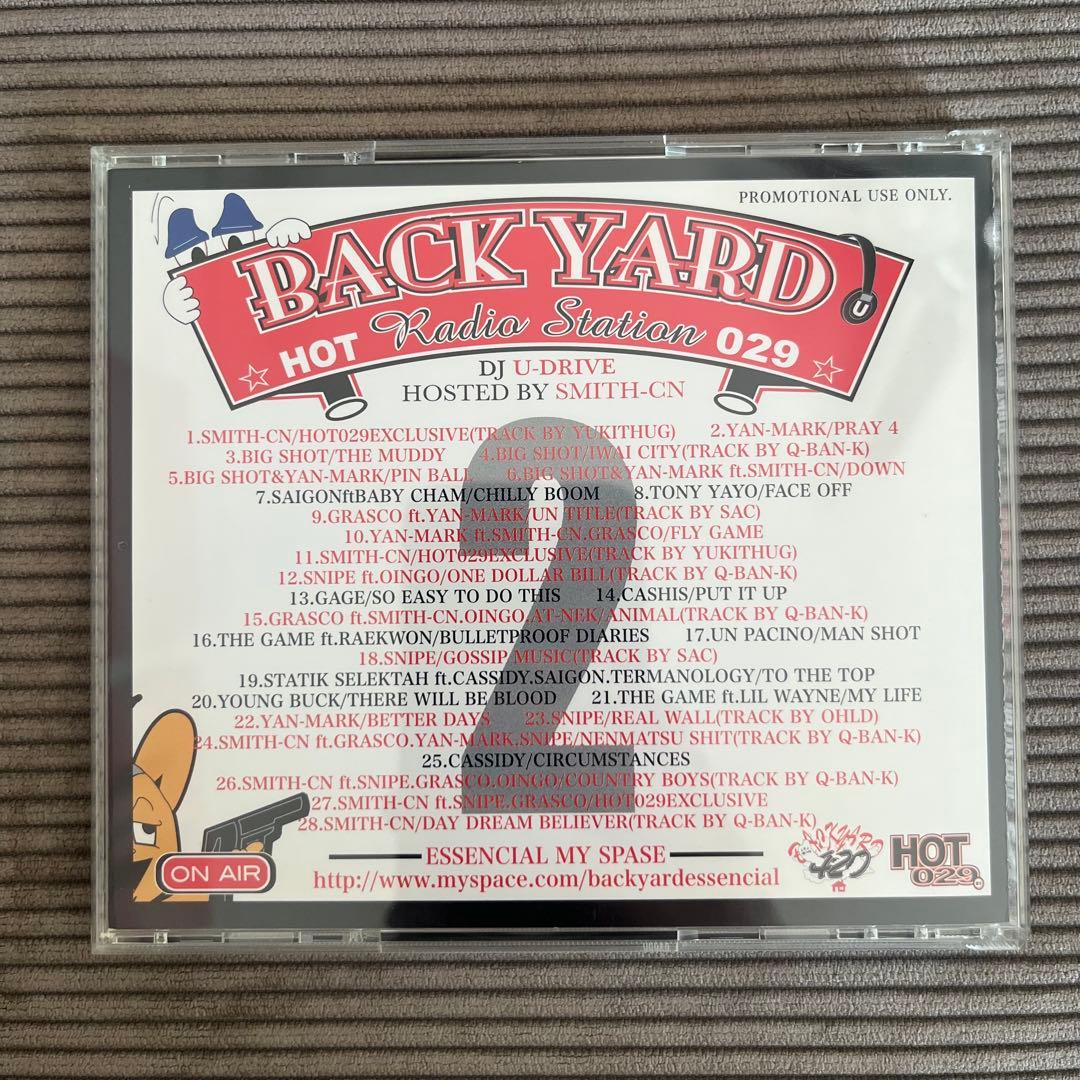 PROMOTIONAL USE ONLY.
BACK YARD
HOT Radio Station 029
U
DJ U-DRIVE
HOSTED BY SMITH-CN
1.SMITH-CN/HOT029EXCLUSIVE(TRACK BY YUKITHUG) 2.YAN-MARK/PRAY 4
3.BIG SHOT/THE MUDDY 4.BIG SHOT/IWAI CITY(TRACK BY Q-BAN-K)
5.BIG SHOT&YAN-MARK/PIN BALL 6.BIG SHOT&YAN-MARK ft.SMITH-CN/DOWN
7.SAIGONftBABY CHAM/CHILLY BOOM 8.TONY YAYO/FACE OFF
9.GRASCO ft.YAN-MARK/UN TITLE(TRACK BY SAC)
10.YAN-MARK ft.SMITH-CN.GRASCO/FLY GAME
11.SMITH-CN/HOT029EXCLUSIVE(TRACK BY YUKITHUG)
12.SNIPE ft.OINGO/ONE DOLLAR BILL(TRACK BY Q-BAN-K)
13.GAGE/SO EASY TO DO THIS 14.CASHIS/PUT IT UP
15.GRASCO ft.SMITH-CN.OINGO.AT-NEK/ANIMAL(TRACK BY Q-BAN-K)
16.THE GAME ft.RAEKWON/BULLETPROOF DIARIES 17.UN PACINO/MAN SHOT
18.SNIPE/GOSSIP MUSIC(TRACK BY SAC)
19.STATIK SELEKTAH ft.CASSIDY.SAIGON.TERMANOLOGY/TO THE TOP
20.YOUNG BUCK/THERE WILL BE BLOOD 21.THE GAME ft.LIL WAYNE/MY LIFE
22.YAN-MARK/BETTER DAYS 23.SNIPE/REAL WALL(TRACK BY OHLD)
24.SMITH-CN ft.GRASCO.YAN-MARK.SNIPE/NENMATSU SHIT(TRACK BY Q-BAN-K)
25.CASSIDY/CIRCUMSTANCES
26.SMITH-CN ft.SNIPE.GRASCO.OINGO/COUNTRY BOYS(TRACK BY Q-BAN-K)
27.SMITH-CN ft.SNIPE.GRASCO/HOT029EXCLUSIVE
28.SMITH-CN/DAY DREAM BELIEVER(TRACK BY Q-BAN-K)
2
ESSENCIAL MY SPASE
http://www.myspace.com/backyardessencial
ON AIR
HOT
029